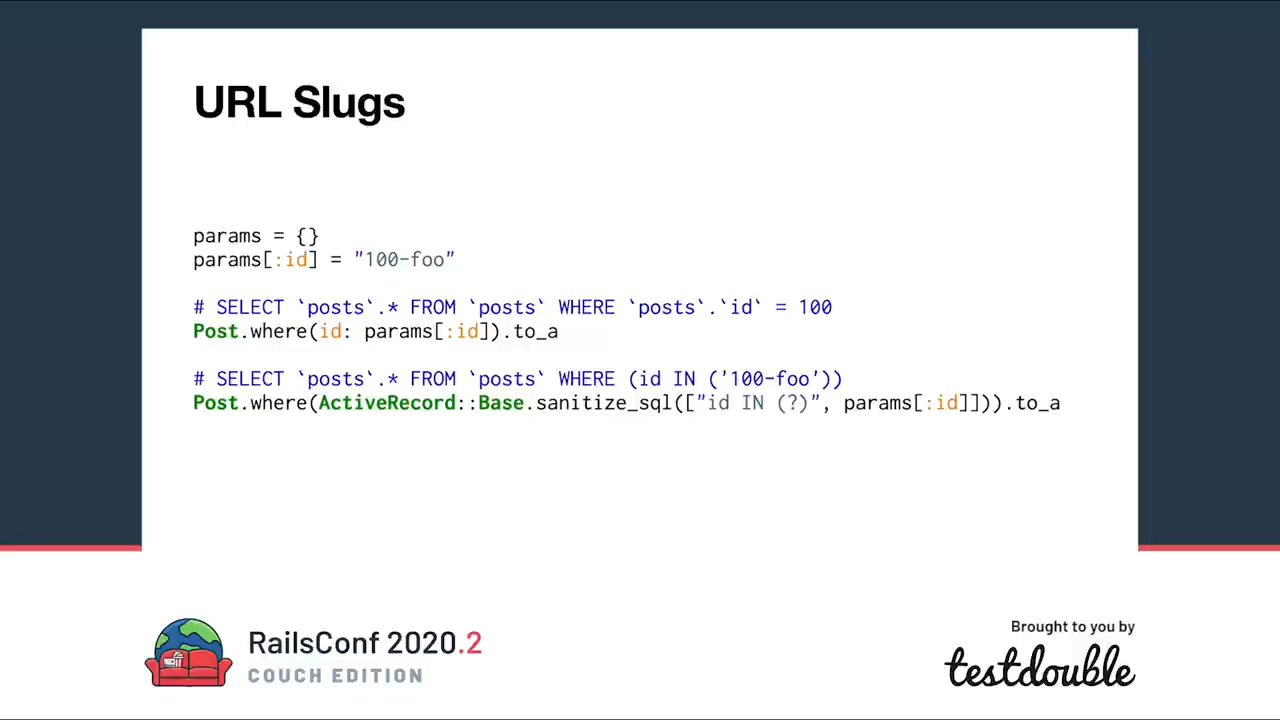 URL Slugs
params = {}
params[:id] = "100-foo"
# SELECT `posts`.* FROM `posts` WHERE `posts`.`id` = 100
Post.where(id: params[:id]).to_a
# SELECT `posts`.* FROM `posts` WHERE (id IN ('100-foo'))
Post.where(ActiveRecord::Base.sanitize_sql(["id IN (?)", params[:id]])).to_a
RailsConf 2020.2
COUCH EDITION
Brought to you by
testdouble